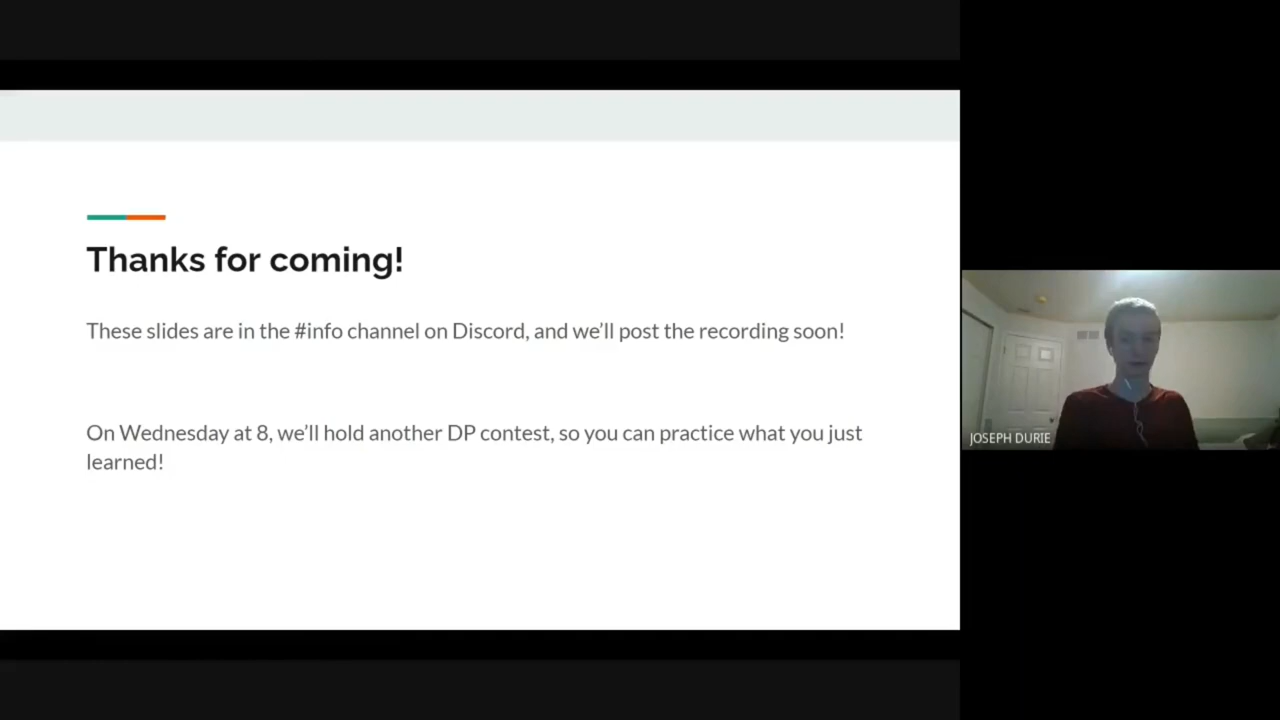 Thanks for coming!
These slides are in the #info channel on Discord, and we’ll post the recording soon!
On Wednesday at 8, we’ll hold another DP contest, so you can practice what you just
learned!
JOSEPH DURIE